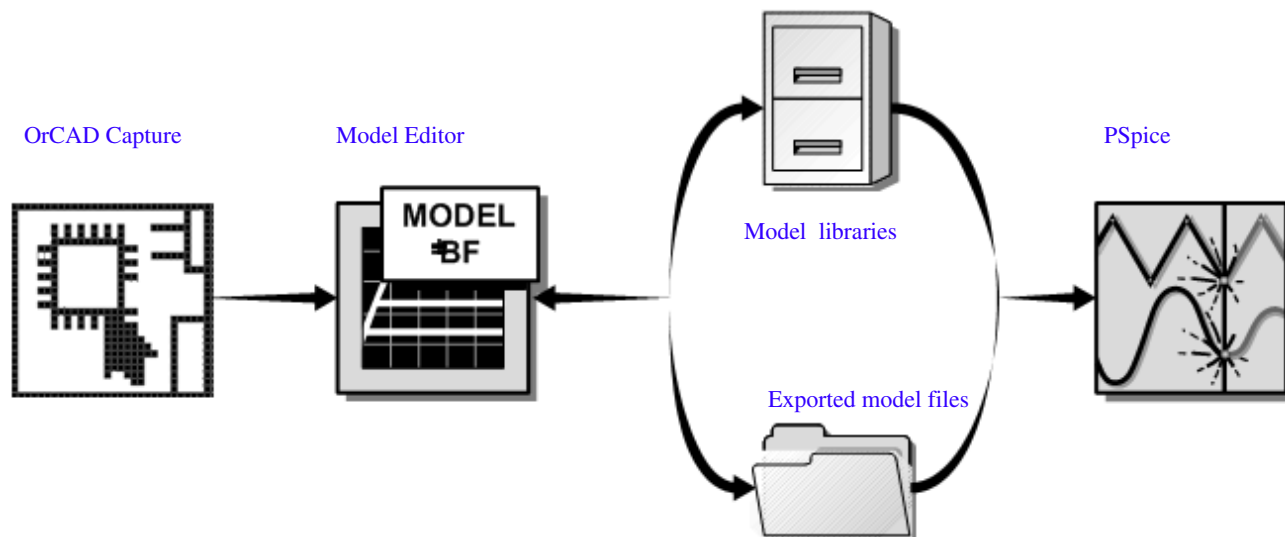 OrCAD Capture
Model Editor
PSpice
MODEL
BF
Model libraries
Exported model files